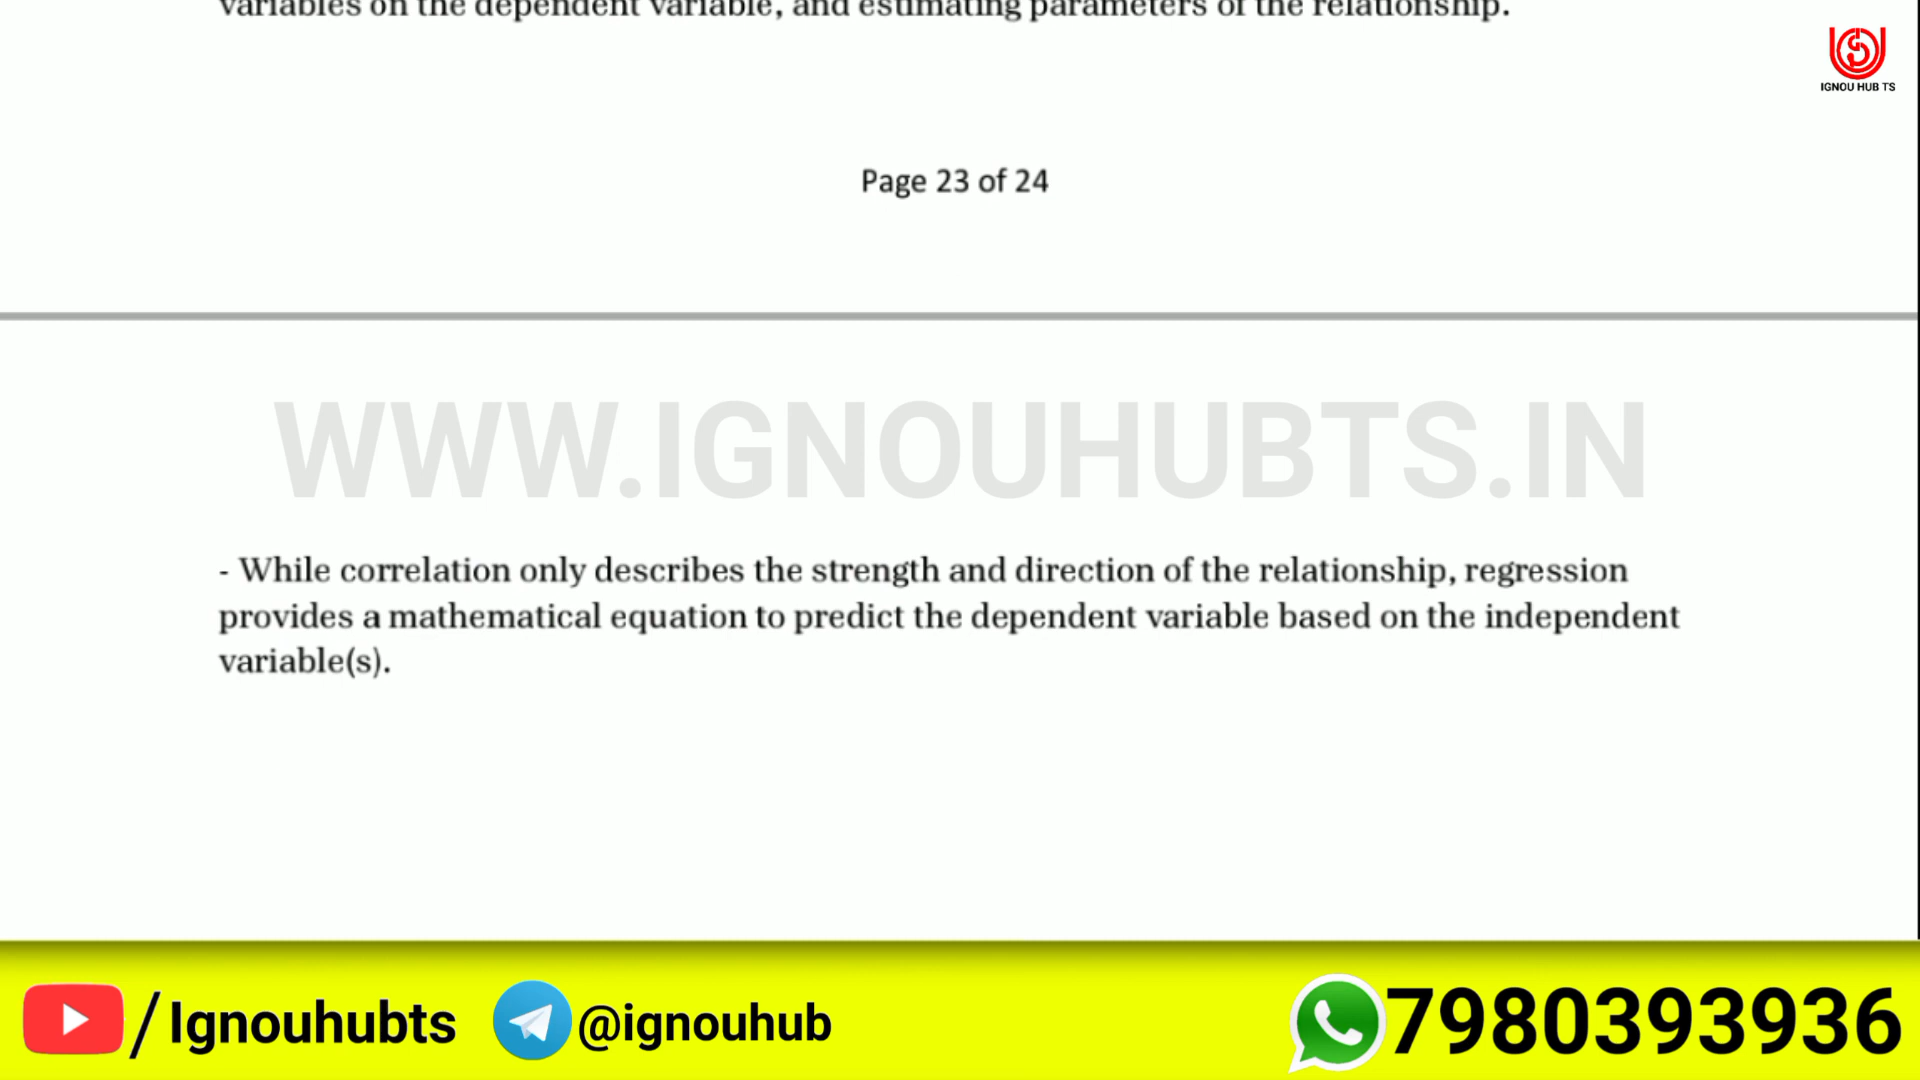 variables on the dependent variable, and estimating parameters of the relationship.
IGNOU HUB TS
Page 23 of 24
WWW.IGNOUHUBTS.IN
- While correlation only describes the strength and direction of the relationship, regression
provides a mathematical equation to predict the dependent variable based on the independent
variable(s).
/Ignouhubts @ignouhub 7980393936